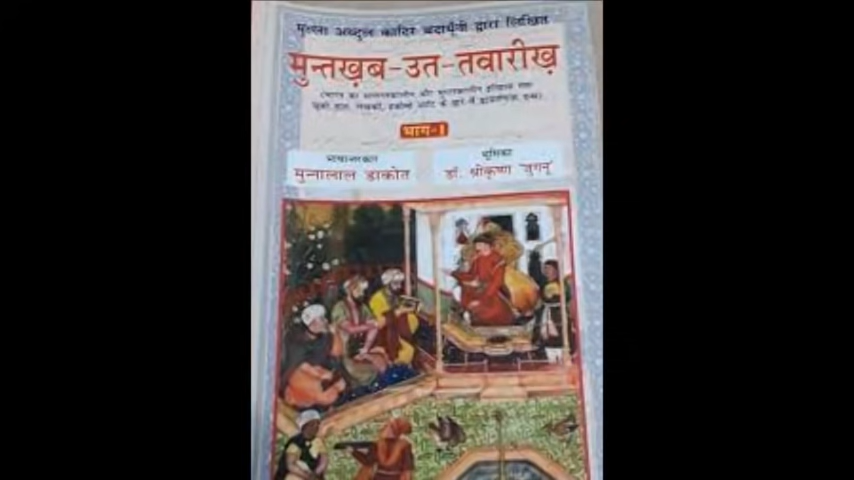 मुल्ला अब्दुल कादिर बदायूँनी द्वारा लिखित
मुन्तख़ब-उत-तवारीख़
भाग-1
भाषान्तरकार
मुन्नालाल डाकोत
भूमिका
डॉ. श्रीकृष्ण 'जुगनू'